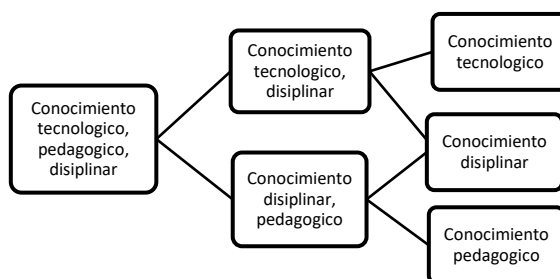 Conocimiento
tecnologico,
pedagogico,
disiplinar
Conocimiento
tecnologico,
disiplinar
Conocimiento
disiplinar,
pedagogico
Conocimiento
tecnologico
Conocimiento
disiplinar
Conocimiento
pedagogico